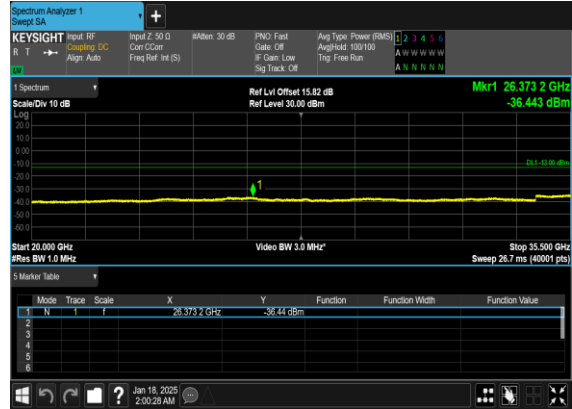 Spectrum Analyzer 1
Swept SA
+
KEYSIGHT Input: RF Input Z: 50 Ω #Atten: 30 dB PNO: Fast Avg Type: Power (RMS) 1 2 3 4 5 6
R T Coupling: DC Corr CCorr Gate: Off Avg|Hold: 100/100 A W W W W W
Align: Auto Freq Ref: Int (S) IF Gain: Low Trig: Free Run
Sig Track: Off A N N N N N
1 Spectrum Ref Lvl Offset 15.82 dB Mkr1 26.373 2 GHz
Scale/Div 10 dB Ref Level 30.00 dBm -36.443 dBm
Log
20.0
10.0
0.00
-10.0
DL1 -13.00 dBm
-20.0
1
-30.0
-40.0
-50.0
-60.0
Start 20.000 GHz Video BW 3.0 MHz* Stop 35.500 GHz
#Res BW 1.0 MHz Sweep 26.7 ms (40001 pts)
5 Marker Table
Mode Trace Scale X Y Function Function Width Function Value
1 N 1 f 26.373 2 GHz -36.44 dBm
2
3
4
5
6
? Jan 18, 2025
2:00:28 AM